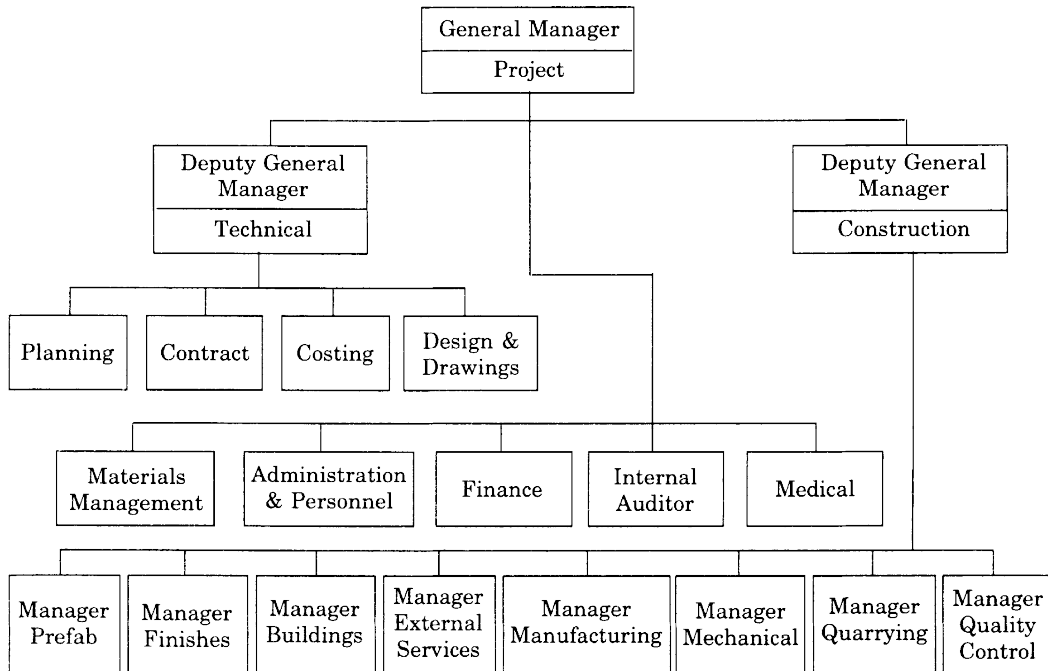 General Manager
Project
Deputy General
Manager
Technical
Deputy General
Manager
Construction
Planning
Contract
Costing
Design &
Drawings
Materials
Management
Administration
& Personnel
Finance
Internal
Auditor
Medical
Manager
Prefab
Manager
Finishes
Manager
Buildings
Manager
External
Services
Manager
Manufacturing
Manager
Mechanical
Manager
Quarrying
Manager
Quality
Control